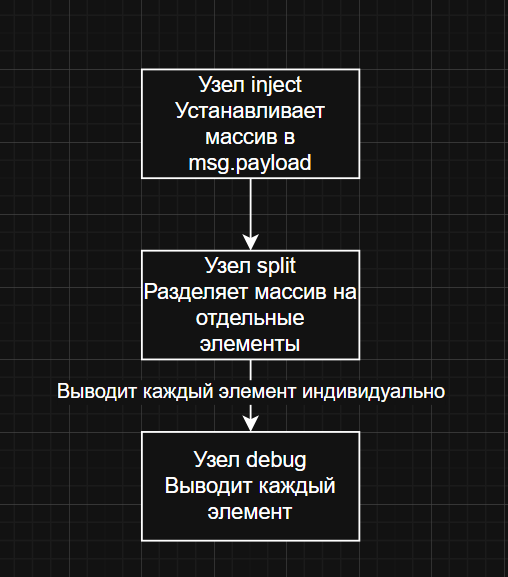 Узел inject
Устанавливает
массив в
msg.payload
Узел split
Разделяет массив на
отдельные
элементы
Выводит каждый элемент индивидуально
Узел debug
Выводит каждый
элемент